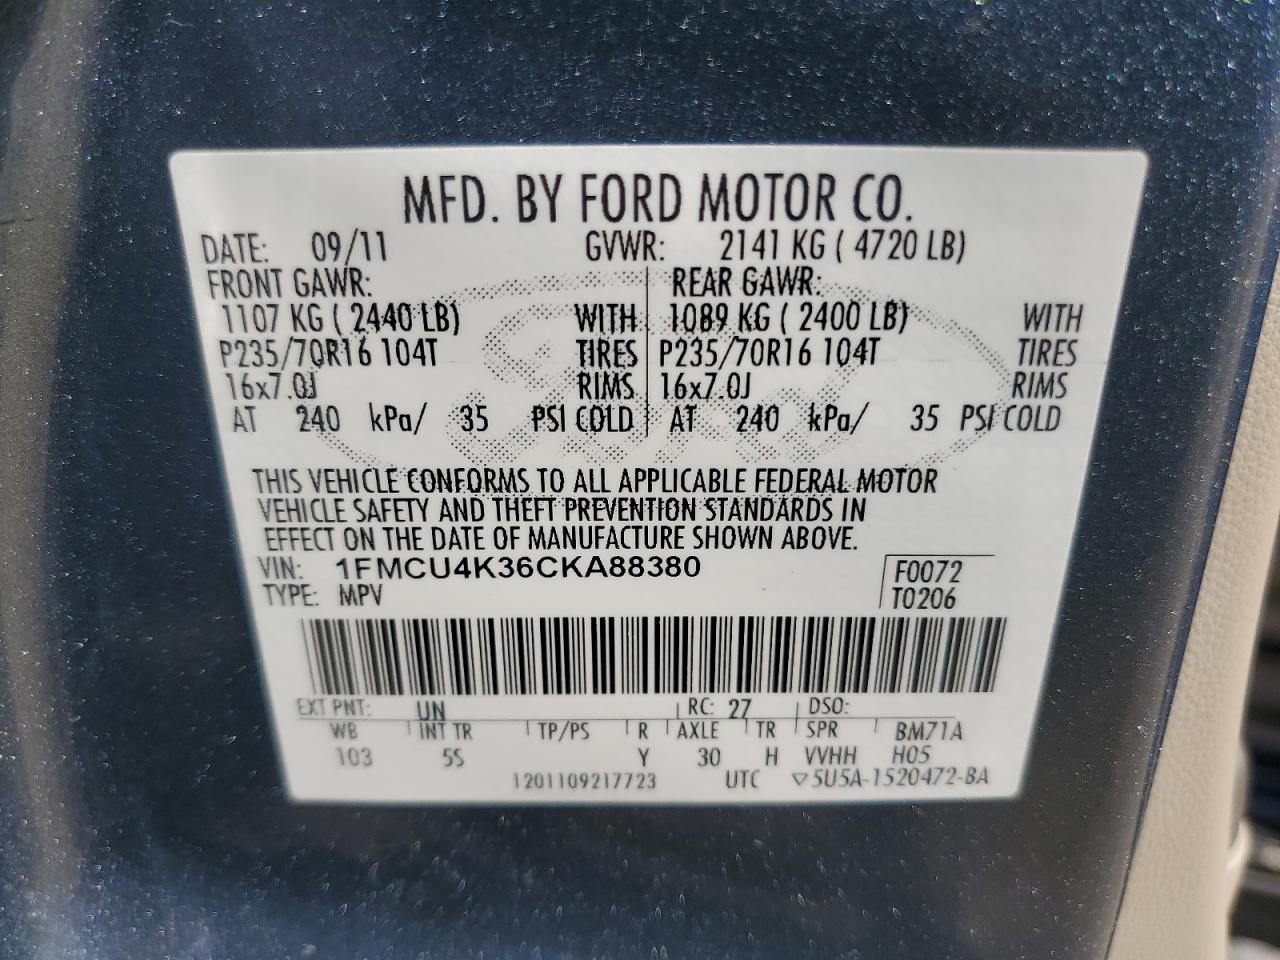 MFD. BY FORD MOTOR CO.
DATE: 09/11 GVWR: 2141 KG ( 4720 LB)
FRONT GAWR: REAR GAWR:
1107 KG ( 2440 LB) WITH 1089 KG ( 2400 LB) WITH
P235/70R16 104T TIRES P235/70R16 104T TIRES
16x7.0J RIMS 16x7.0J RIMS
AT 240 kPa/ 35 PSI COLD AT 240 kPa/ 35 PSI COLD
THIS VEHICLE CONFORMS TO ALL APPLICABLE FEDERAL MOTOR
VEHICLE SAFETY AND THEFT PREVENTION STANDARDS IN
EFFECT ON THE DATE OF MANUFACTURE SHOWN ABOVE.
VIN: 1FMCU4K36CKA88380 F0072
TYPE: MPV T0206
EXT PNT: UN RC: 27 DSO:
WB INT TR TP/PS R AXLE TR SPR BM71A
103 5S Y 30 H VVHH H05
1201109217723 UTC ▽5U5A-1520472-BA